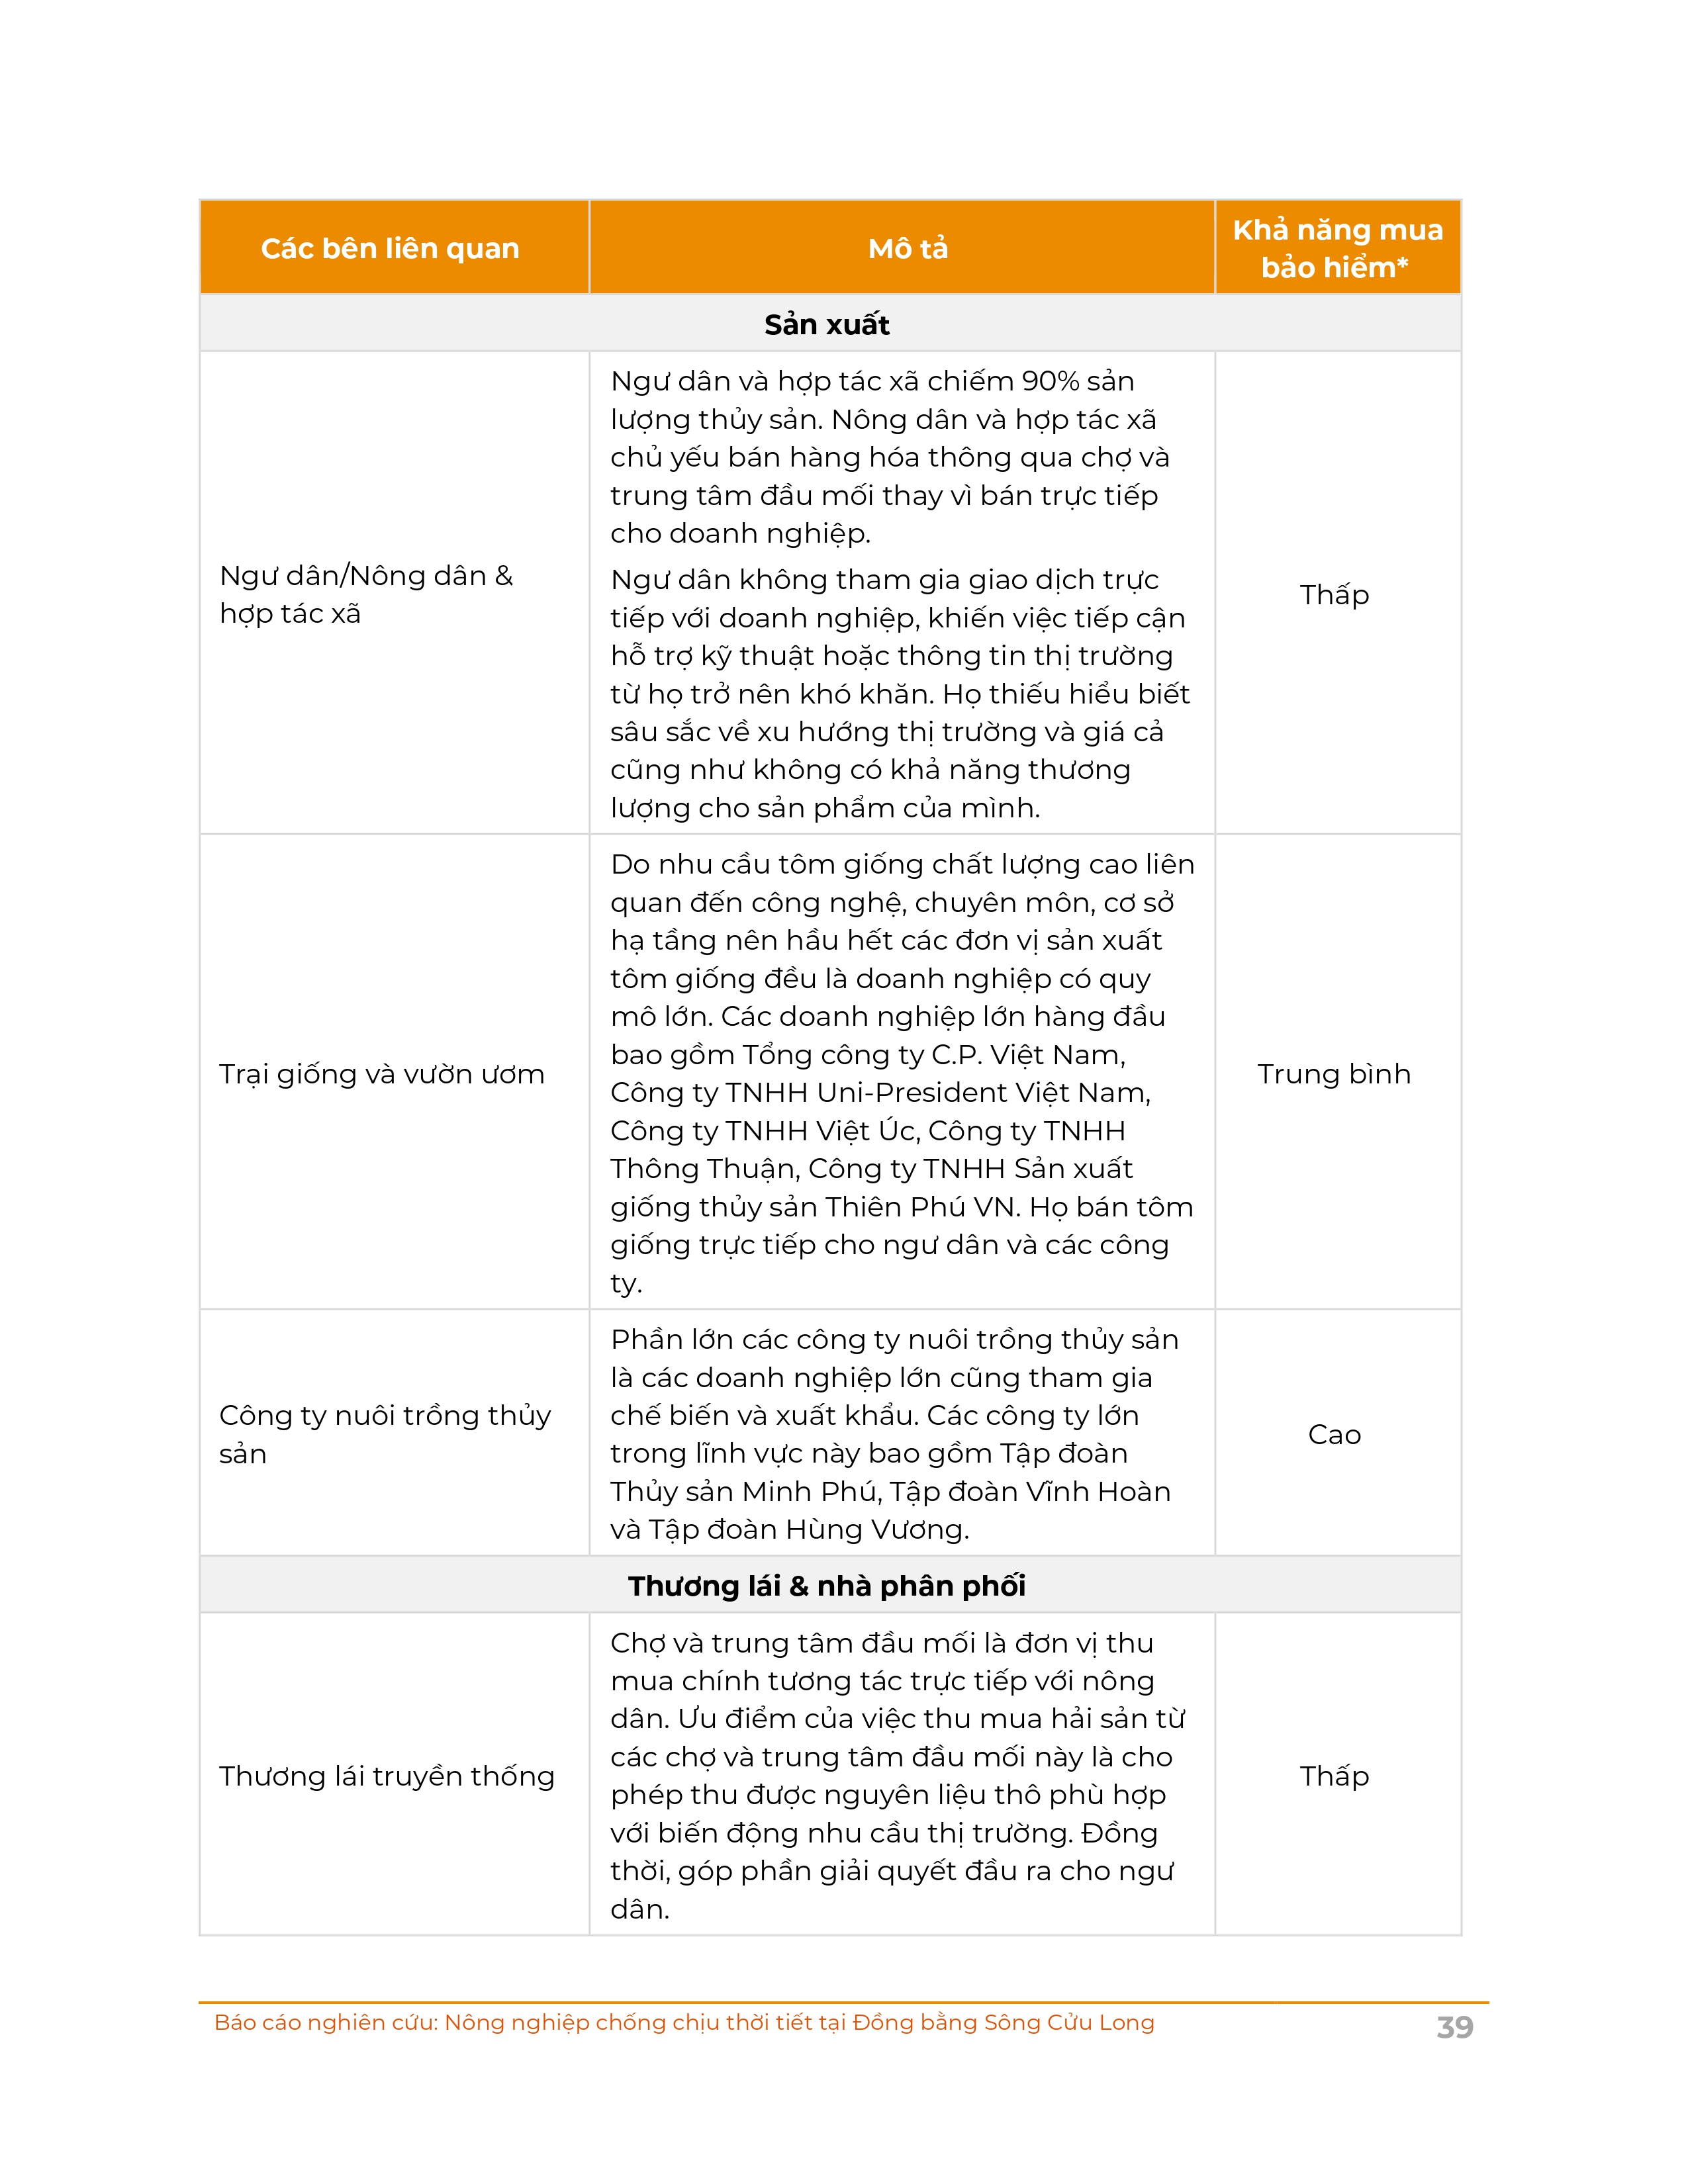 Các bên liên quan
Mô tả
Khả năng mua
bảo hiểm*
Sản xuất
Ngư dân/Nông dân &
hợp tác xã
Ngư dân và hợp tác xã chiếm 90% sản
lượng thủy sản. Nông dân và hợp tác xã
chủ yếu bán hàng hóa thông qua chợ và
trung tâm đầu mối thay vì bán trực tiếp
cho doanh nghiệp.
Ngư dân không tham gia giao dịch trực
tiếp với doanh nghiệp, khiến việc tiếp cận
hỗ trợ kỹ thuật hoặc thông tin thị trường
từ họ trở nên khó khăn. Họ thiếu hiểu biết
sâu sắc về xu hướng thị trường và giá cả
cũng như không có khả năng thương
lượng cho sản phẩm của mình.
Thấp
Trại giống và vườn ươm
Do nhu cầu tôm giống chất lượng cao liên
quan đến công nghệ, chuyên môn, cơ sở
hạ tầng nên hầu hết các đơn vị sản xuất
tôm giống đều là doanh nghiệp có quy
mô lớn. Các doanh nghiệp lớn hàng đầu
bao gồm Tổng công ty C.P. Việt Nam,
Công ty TNHH Uni-President Việt Nam,
Công ty TNHH Việt Úc, Công ty TNHH
Thông Thuận, Công ty TNHH Sản xuất
giống thủy sản Thiên Phú VN. Họ bán tôm
giống trực tiếp cho ngư dân và các công
ty.
Trung bình
Công ty nuôi trồng thủy
sản
Phần lớn các công ty nuôi trồng thủy sản
là các doanh nghiệp lớn cũng tham gia
chế biến và xuất khẩu. Các công ty lớn
trong lĩnh vực này bao gồm Tập đoàn
Thủy sản Minh Phú, Tập đoàn Vĩnh Hoàn
và Tập đoàn Hùng Vương.
Cao
Thương lái & nhà phân phối
Thương lái truyền thống
Chợ và trung tâm đầu mối là đơn vị thu
mua chính tương tác trực tiếp với nông
dân. Ưu điểm của việc thu mua hải sản từ
các chợ và trung tâm đầu mối này là cho
phép thu được nguyên liệu thô phù hợp
với biến động nhu cầu thị trường. Đồng
thời, góp phần giải quyết đầu ra cho ngư
dân.
Thấp
Báo cáo nghiên cứu: Nông nghiệp chống chịu thời tiết tại Đồng bằng Sông Cửu Long
39